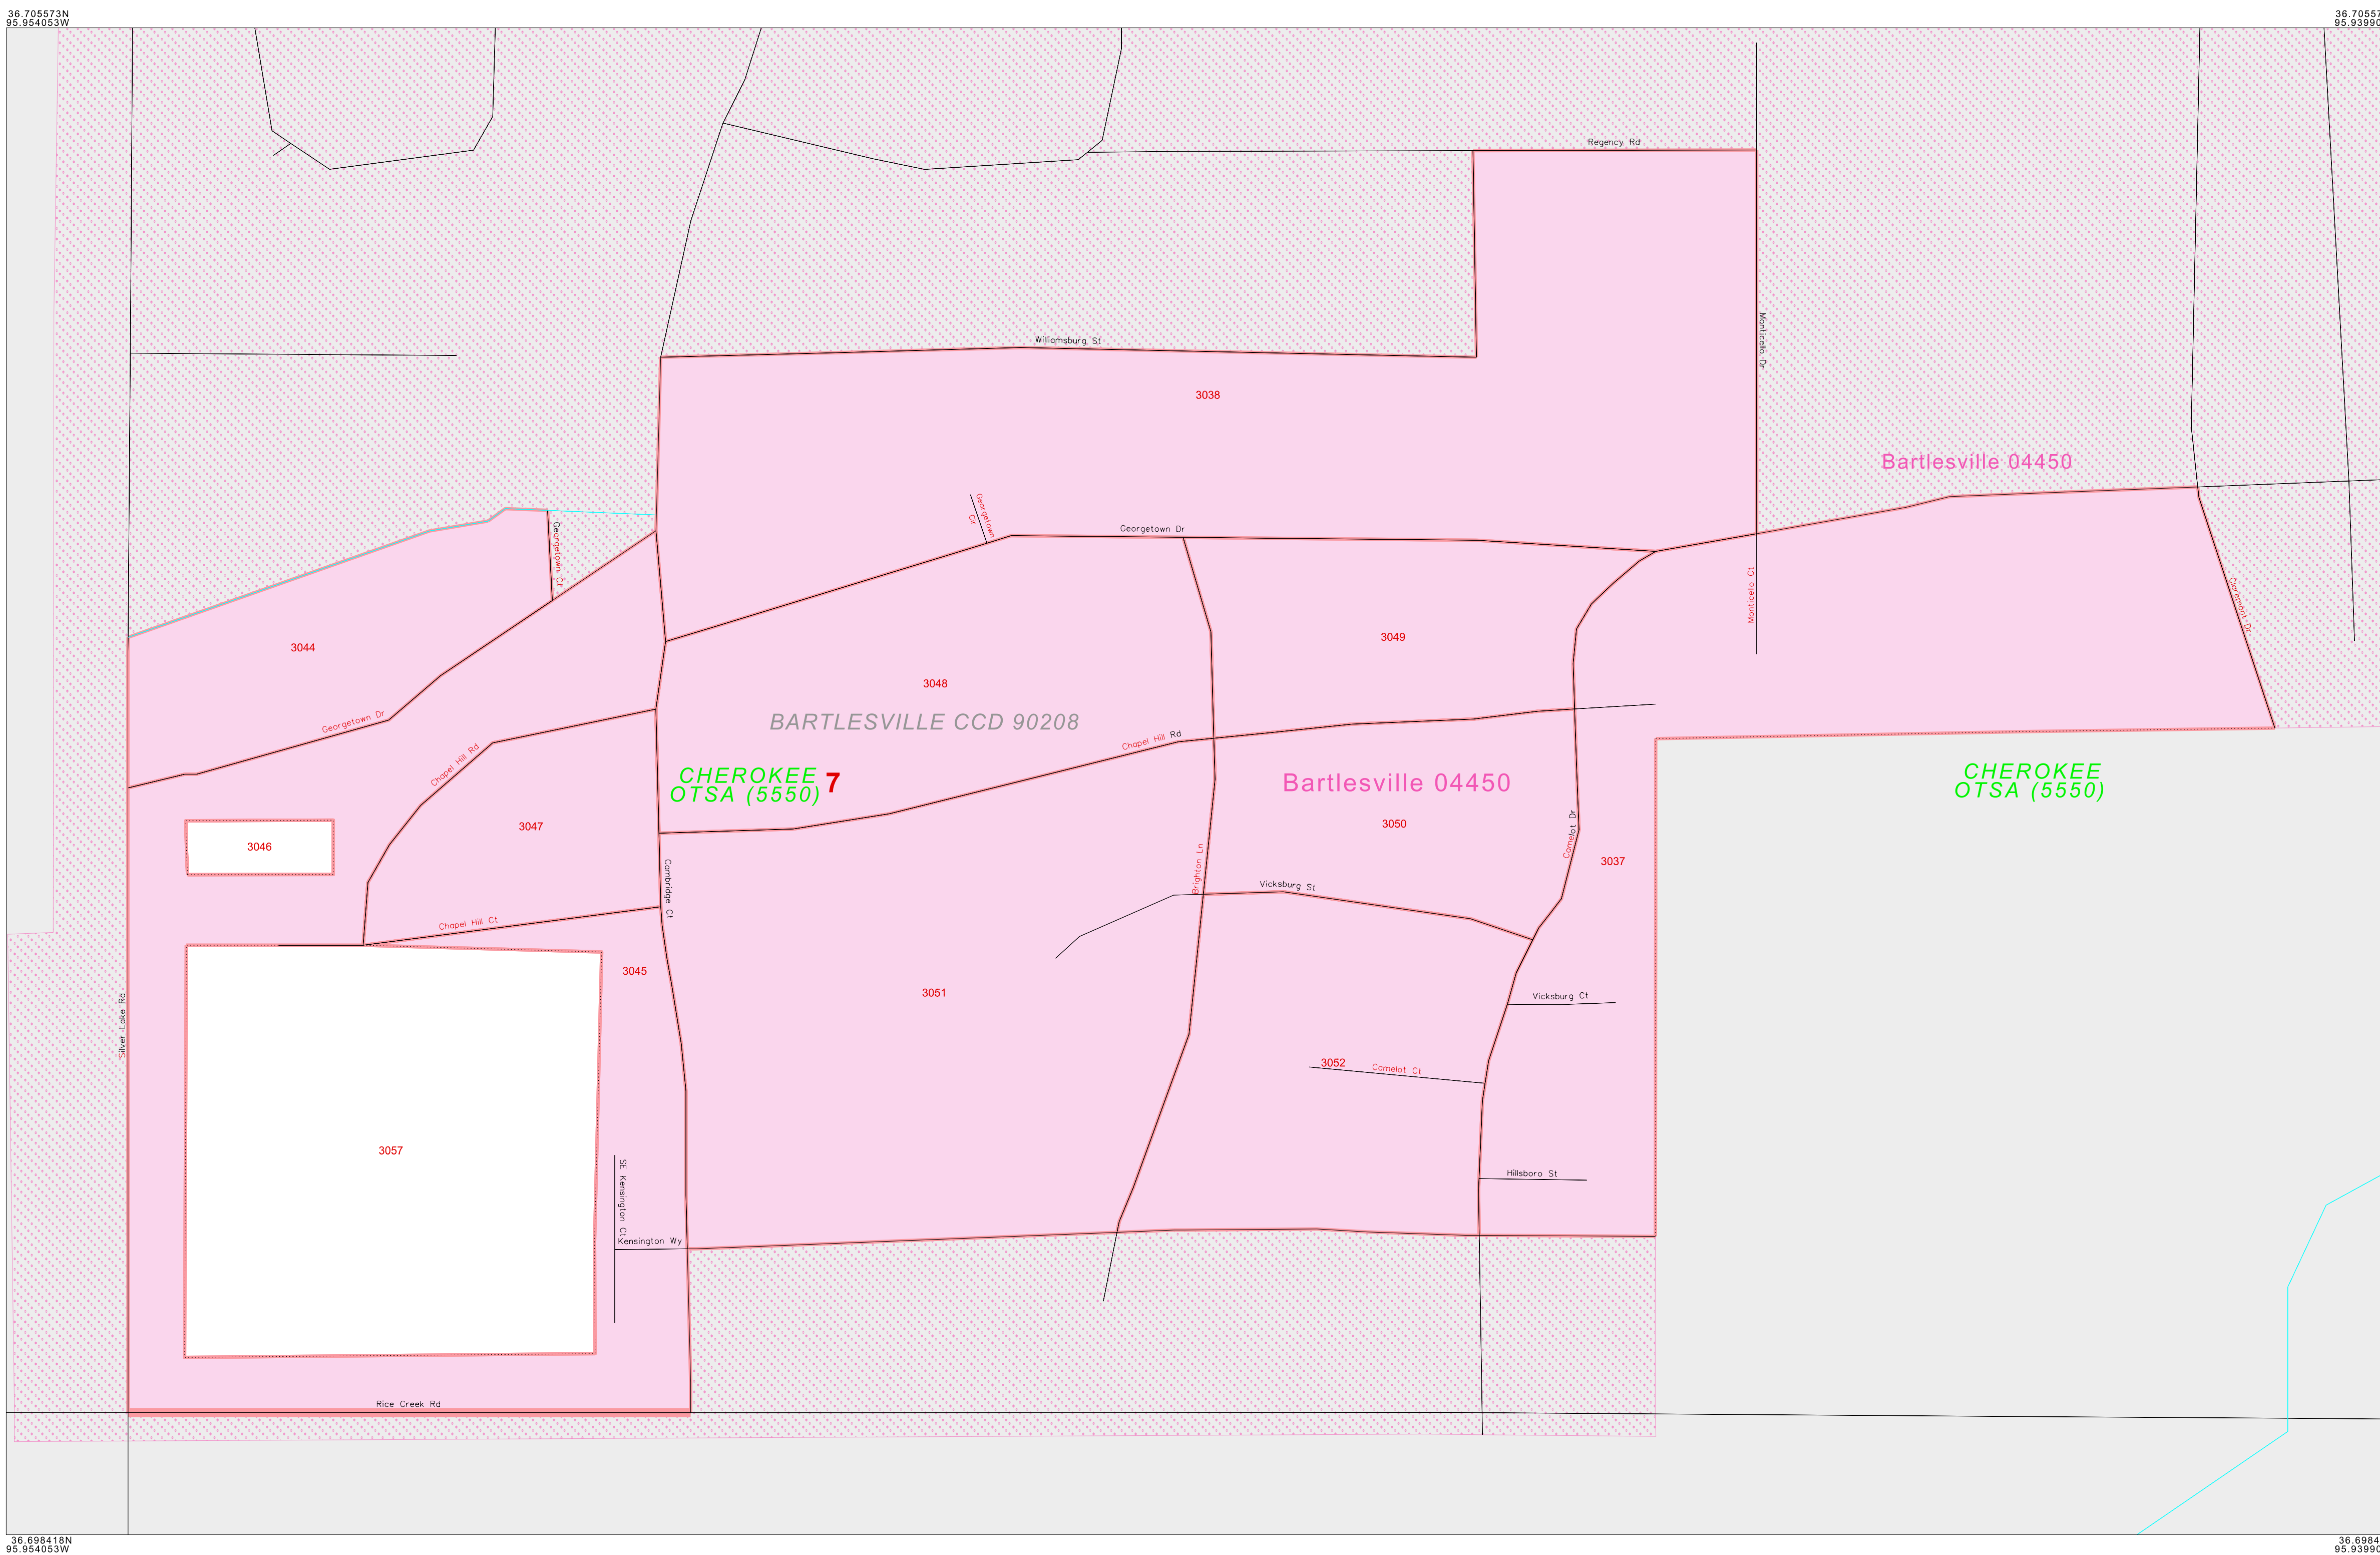 36.705573N
95.954053W
36.70557
95.93990
Regency Rd
Monticello Dr
Williamsburg St
3038
Bartlesville 04450
Georgetown
Cir
Georgetown Dr
Georgetown Ct
Monticello Ct
Claremont Dr
3044
3049
3048
Georgetown Dr
BARTLESVILLE CCD 90208
Chapel Hill Rd
Chapel Hill Rd
CHEROKEE
OTSA (5550)
7
Bartlesville 04450
CHEROKEE
OTSA (5550)
3047
3050
Camelot Dr
3046
3037
Cambridge Ct
Brighton Ln
Vicksburg St
Chapel Hill Ct
3045
3051
Vicksburg Ct
Silver Lake Rd
3052
Camelot Ct
3057
SE Kensington Ct
Hillsboro St
Kensington Wy
Rice Creek Rd
36.698418N
95.954053W
36.6984
95.93990